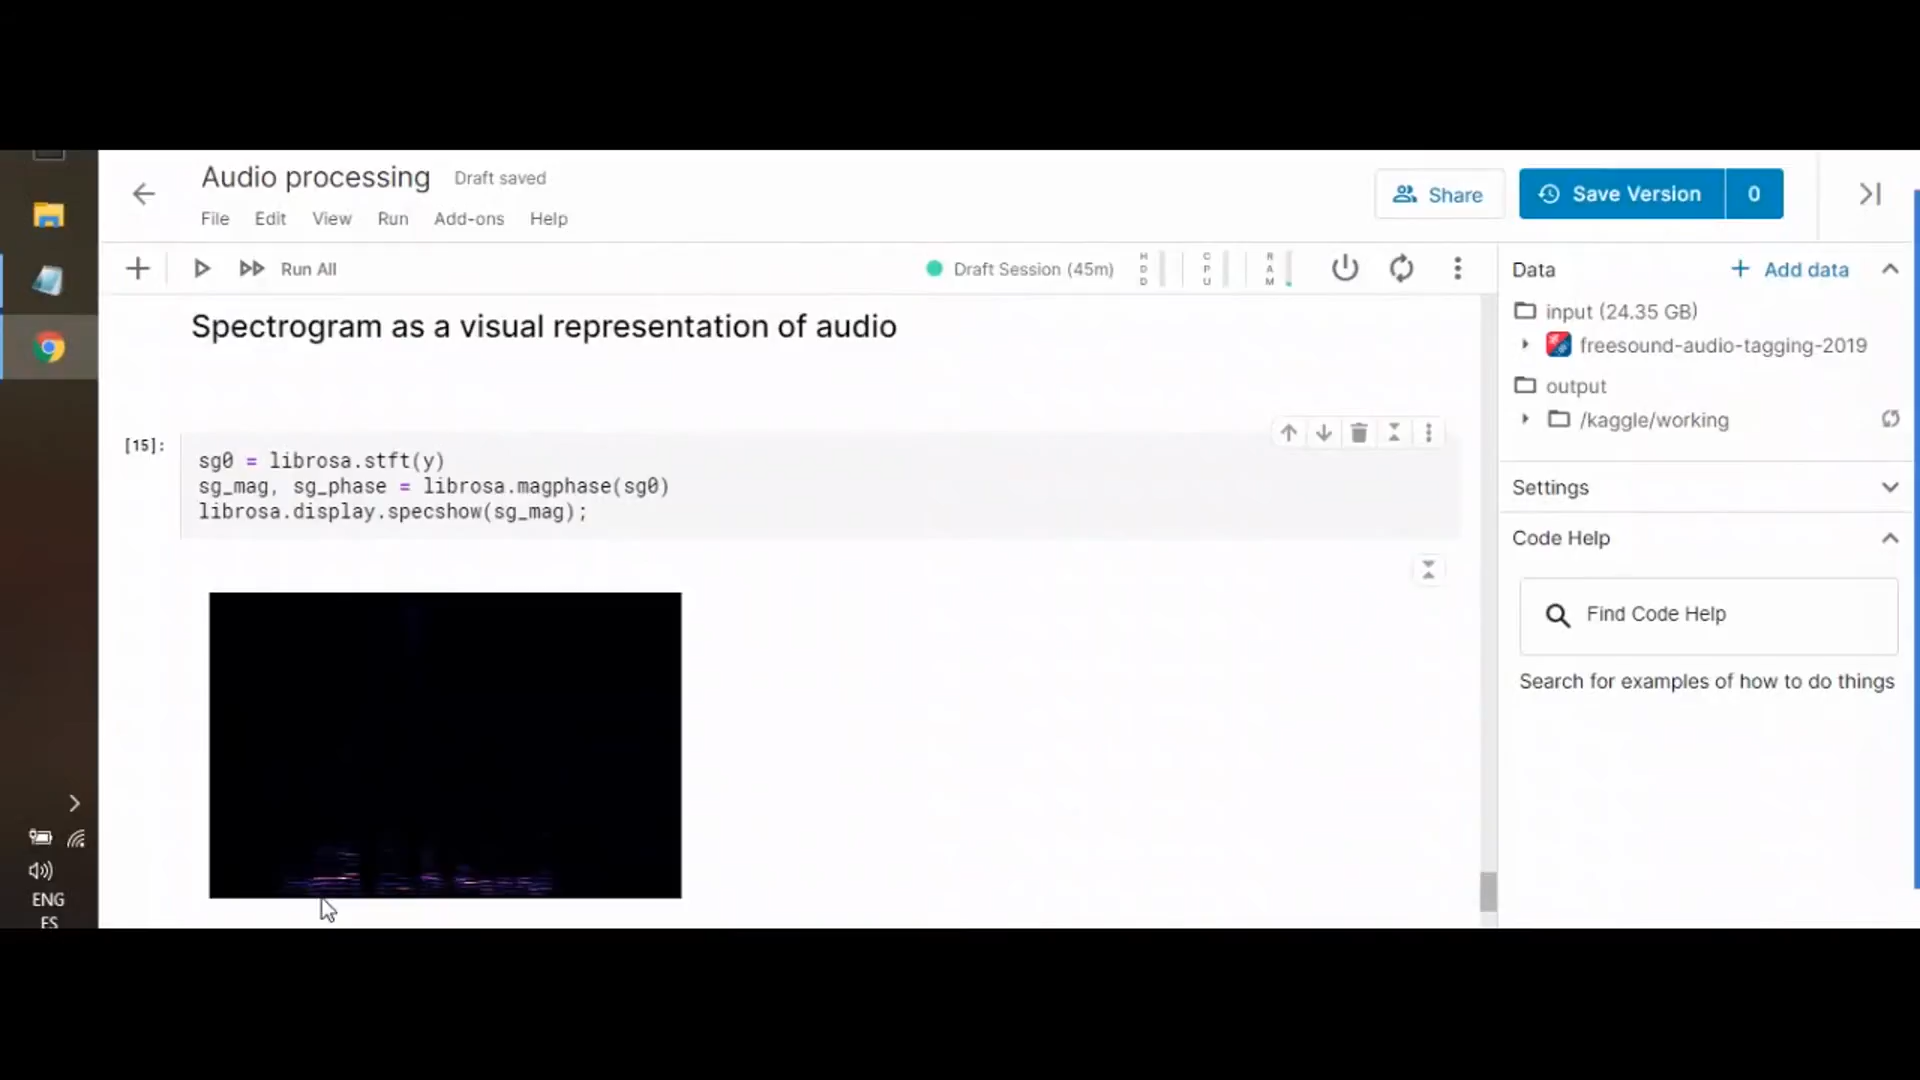 Audio processing Draft saved
File Edit View Run Add-ons Help
Share
Save Version 0
Run All
Draft Session (45m)
HDD
CPU
RAM
Spectrogram as a visual representation of audio
[15]:
sg0 = librosa.stft(y)
sg_mag, sg_phase = librosa.magphase(sg0)
librosa.display.specshow(sg_mag);
Data
+ Add data
input (24.35 GB)
freesound-audio-tagging-2019
output
/kaggle/working
Settings
Code Help
Find Code Help
Search for examples of how to do things
ENG
ES